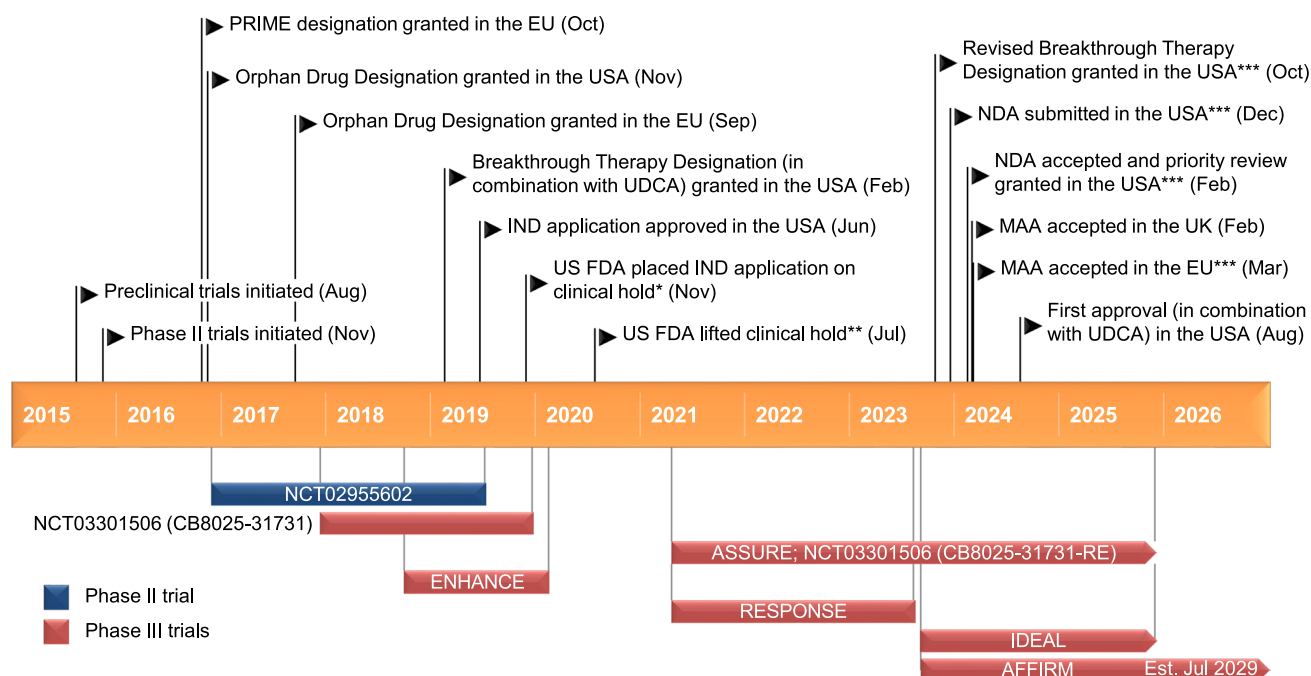 PRIME designation granted in the EU (Oct)
Orphan Drug Designation granted in the USA (Nov)
Orphan Drug Designation granted in the EU (Sep)
Breakthrough Therapy Designation (in
combination with UDCA) granted in the USA (Feb)
IND application approved in the USA (Jun)
US FDA placed IND application on
clinical hold* (Nov)
US FDA lifted clinical hold** (Jul)
Preclinical trials initiated (Aug)
Phase II trials initiated (Nov)
Revised Breakthrough Therapy
Designation granted in the USA*** (Oct)
NDA submitted in the USA*** (Dec)
NDA accepted and priority review
granted in the USA*** (Feb)
MAA accepted in the UK (Feb)
MAA accepted in the EU*** (Mar)
First approval (in combination
with UDCA) in the USA (Aug)
2015 2016 2017 2018 2019 2020 2021 2022 2023 2024 2025 2026
NCT02955602
NCT03301506 (CB8025-31731)
ASSURE; NCT03301506 (CB8025-31731-RE)
ENHANCE
RESPONSE
IDEAL
AFFIRM Est. Jul 2029
Phase II trial
Phase III trials